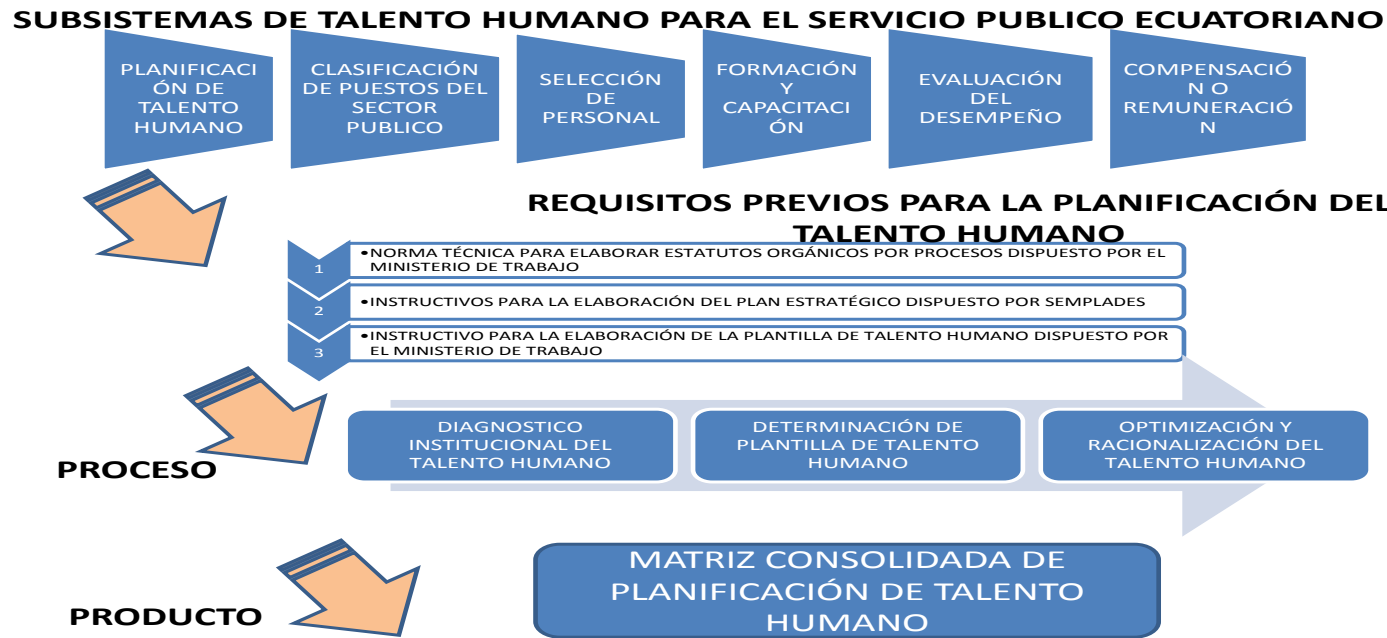 SUBSISTEMAS DE TALENTO HUMANO PARA EL SERVICIO PUBLICO ECUATORIANO
PLANIFICACI
ÓN DE
TALENTO
HUMANO
CLASIFICACIÓN
DE PUESTOS DEL
SECTOR
PUBLICO
SELECCIÓN
DE
PERSONAL
FORMACIÓN
Y
CAPACITACI
ÓN
EVALUACIÓN
DEL
DESEMPEÑO
COMPENSACIÓ
N O
REMUNERACIÓ
N
REQUISITOS PREVIOS PARA LA PLANIFICACIÓN DEL
TALENTO HUMANO
1
•NORMA TÉCNICA PARA ELABORAR ESTATUTOS ORGÁNICOS POR PROCESOS DISPUESTO POR EL
MINISTERIO DE TRABAJO
2
•INSTRUCTIVOS PARA LA ELABORACIÓN DEL PLAN ESTRATÉGICO DISPUESTO POR SEMPLADES
3
•INSTRUCTIVO PARA LA ELABORACIÓN DE LA PLANTILLA DE TALENTO HUMANO DISPUESTO POR
EL MINISTERIO DE TRABAJO
PROCESO
DIAGNOSTICO
INSTITUCIONAL DEL
TALENTO HUMANO
DETERMINACIÓN DE
PLANTILLA DE TALENTO
HUMANO
OPTIMIZACIÓN Y
RACIONALIZACIÓN DEL
TALENTO HUMANO
PRODUCTO
MATRIZ CONSOLIDADA DE
PLANIFICACIÓN DE TALENTO
HUMANO